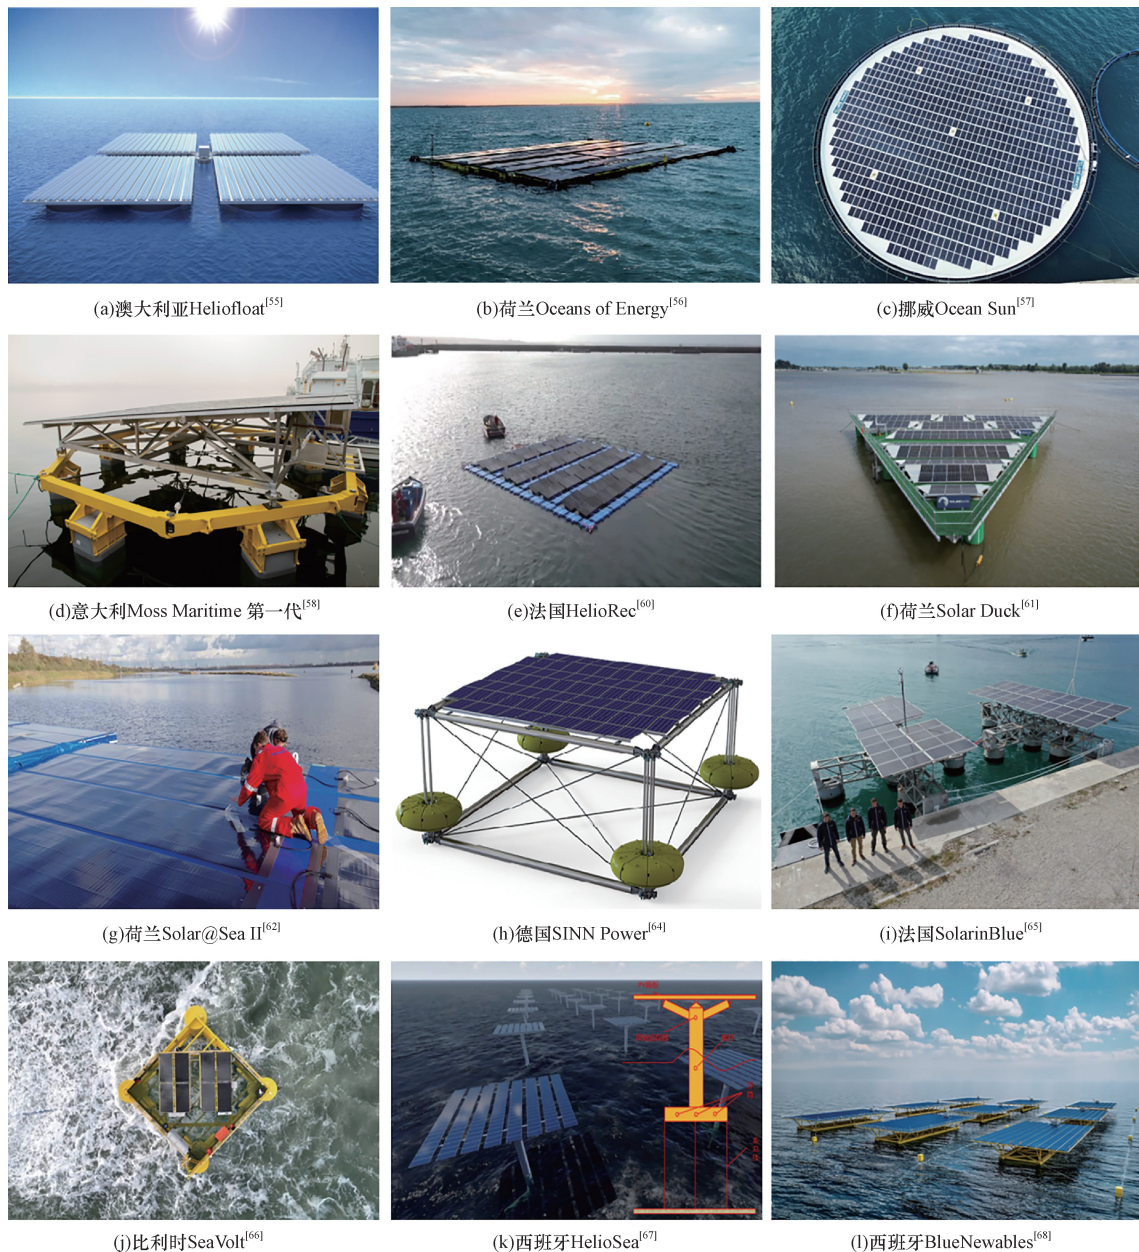 (a)澳大利亚Heliofloat[55]
(b)荷兰Oceans of Energy[56]
(c)挪威Ocean Sun[57]
(d)意大利Moss Maritime 第一代[58]
(e)法国HelioRec[60]
(f)荷兰Solar Duck[61]
(g)荷兰Solar@Sea II[62]
(h)德国SINN Power[64]
(i)法国SolarinBlue[65]
(j)比利时SeaVolt[66]
(k)西班牙HelioSea[67]
(l)西班牙BlueNewables[68]